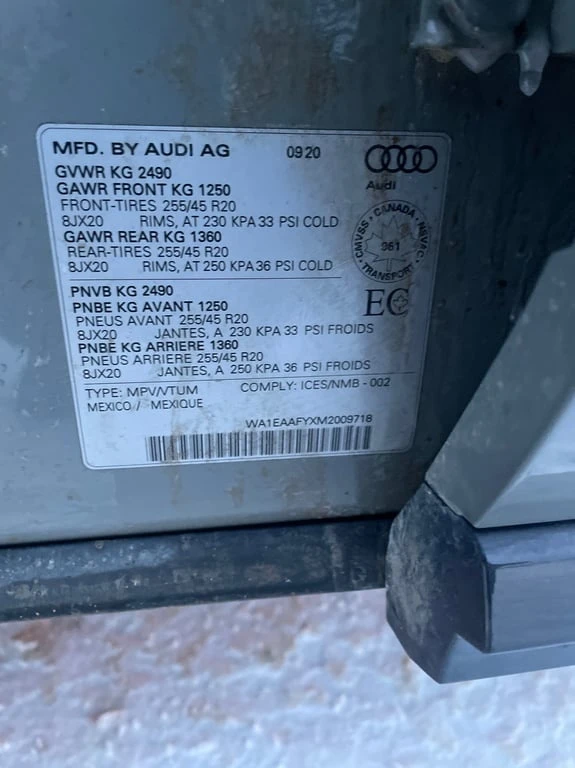 MFD. BY AUDI AG 09 20
Audi
GVWR KG 2490
GAWR FRONT KG 1250
FRONT-TIRES 255/45 R20
8JX20 RIMS, AT 230 KPA 33 PSI COLD
GAWR REAR KG 1360
REAR-TIRES 255/45 R20
8JX20 RIMS, AT 250 KPA 36 PSI COLD
CMVSS · CANADA · NSVAC
961
TRANSPORT
PNVB KG 2490
PNBE KG AVANT 1250
PNEUS AVANT 255/45 R20
8JX20 JANTES, A 230 KPA 33 PSI FROIDS
PNBE KG ARRIERE 1360
PNEUS ARRIERE 255/45 R20
8JX20 JANTES, A 250 KPA 36 PSI FROIDS
EC
TYPE: MPV/VTUM COMPLY: ICES/NMB - 002
MEXICO / MEXIQUE
WA1EAAFYXM2009718